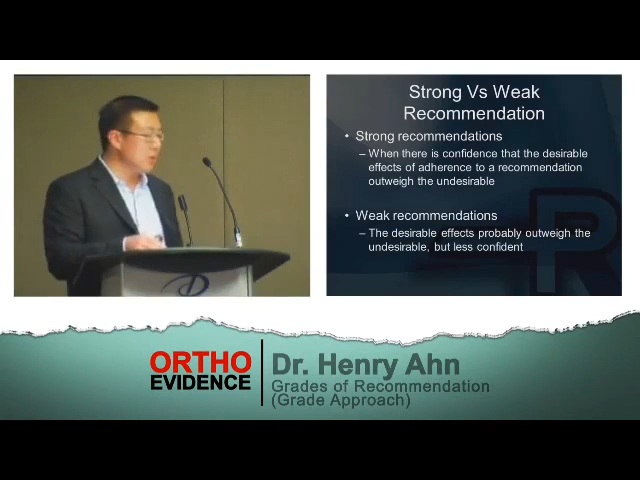 Strong Vs Weak
Recommendation
• Strong recommendations
– When there is confidence that the desirable
effects of adherence to a recommendation
outweigh the undesirable
• Weak recommendations
– The desirable effects probably outweigh the
undesirable, but less confident
ORTHO
EVIDENCE
Dr. Henry Ahn
Grades of Recommendation
(Grade Approach)